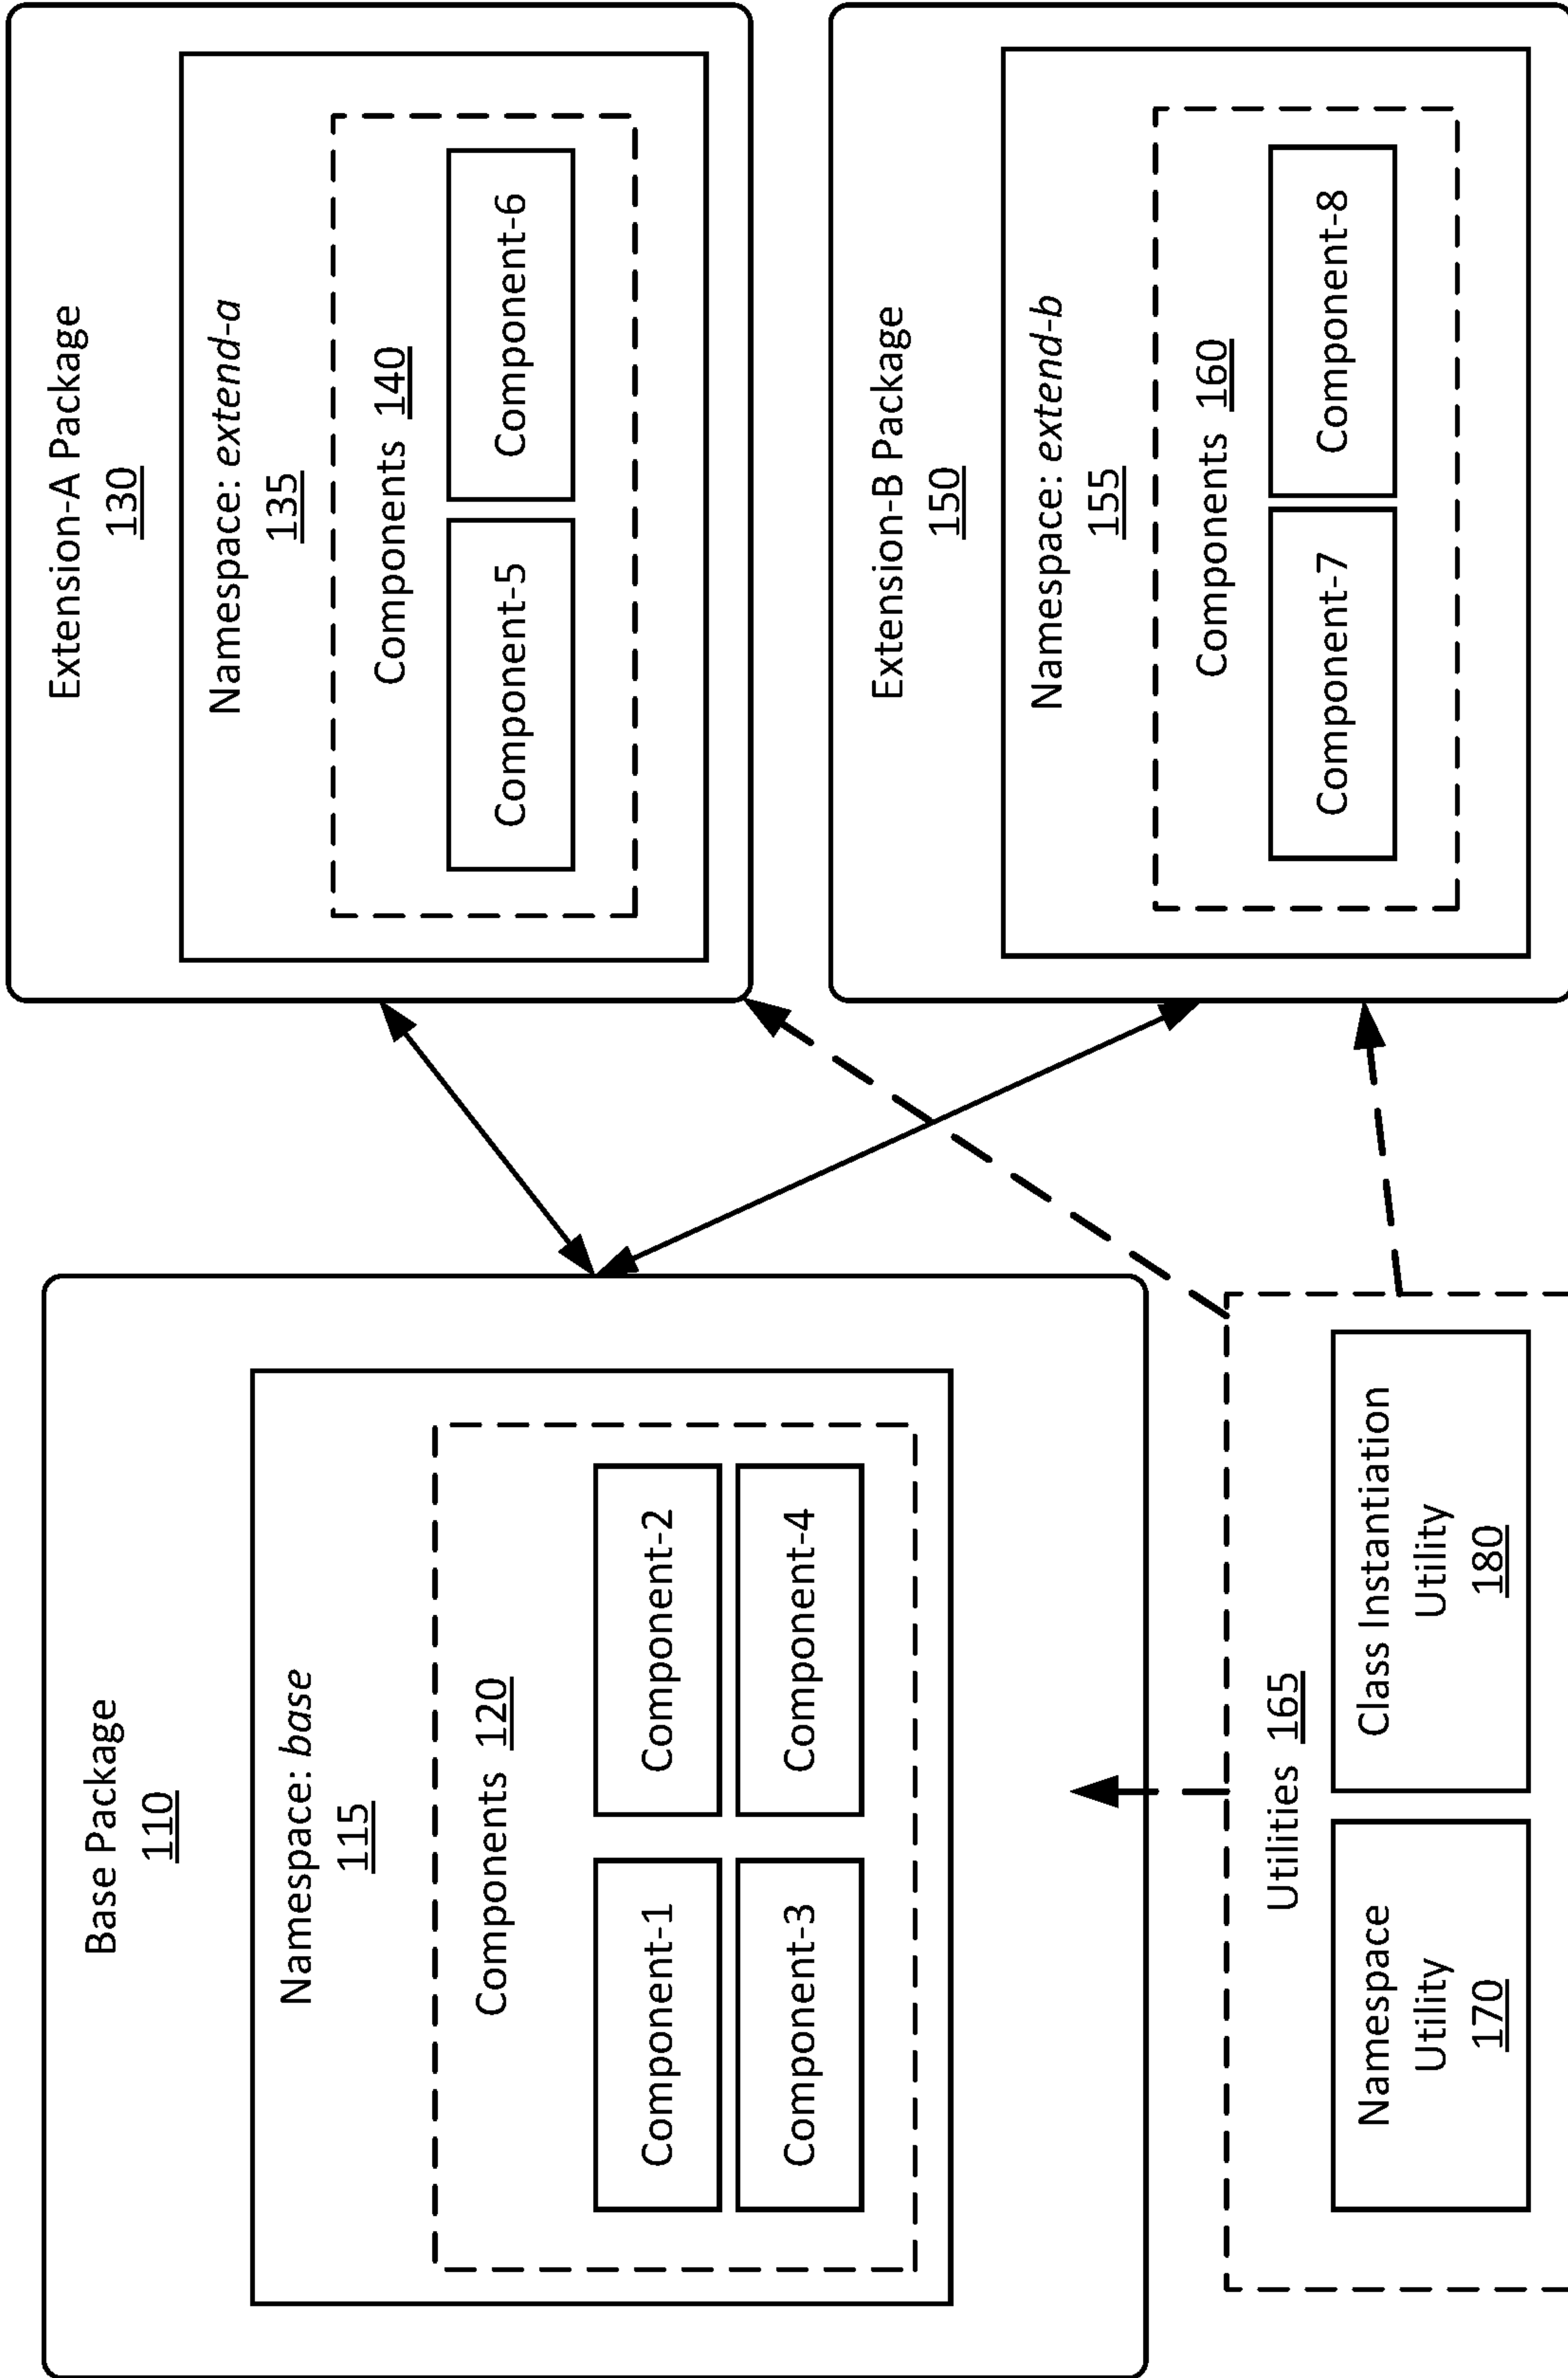 Base Package
110
Namespace: base
115
Components 120
Component-1
Component-2
Component-3
Component-4
Extension-A Package
130
Namespace: extend-a
135
Components 140
Component-5
Component-6
Extension-B Package
150
Namespace: extend-b
155
Components 160
Component-7
Component-8
Utilities 165
Namespace
Utility
170
Class Instantiation
Utility
180